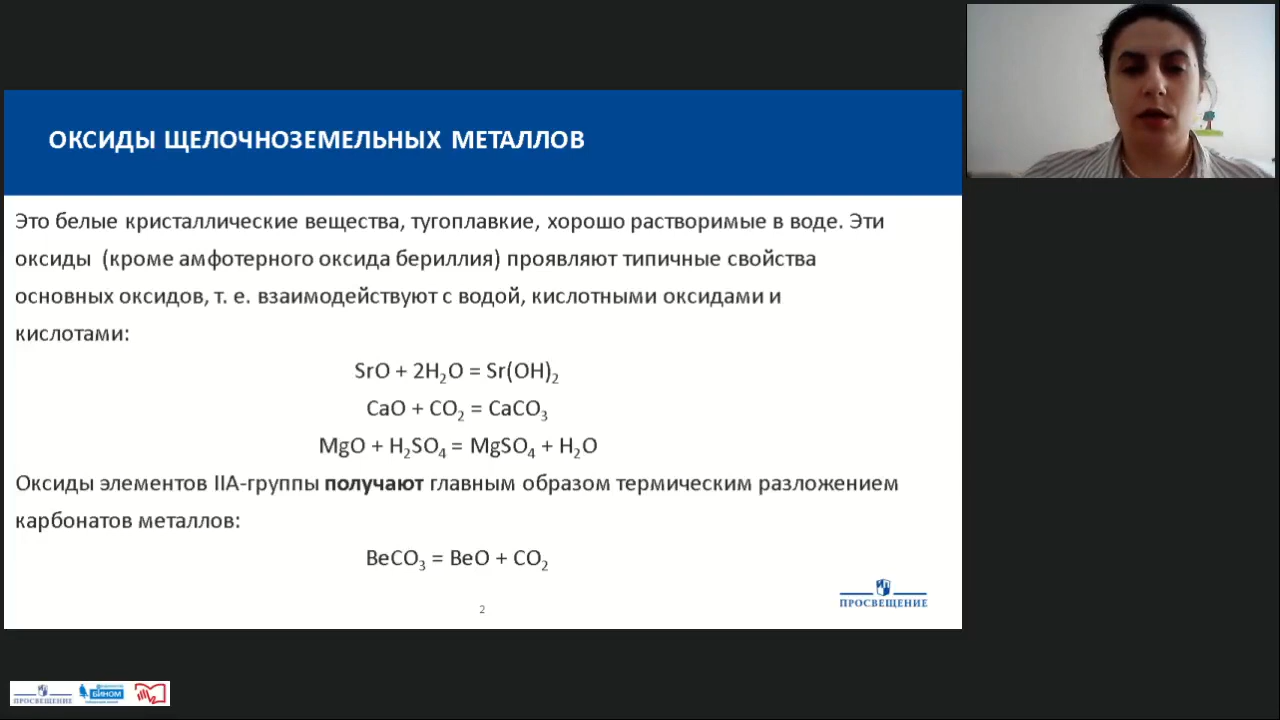 ОКСИДЫ ЩЕЛОЧНОЗЕМЕЛЬНЫХ МЕТАЛЛОВ
Это белые кристаллические вещества, тугоплавкие, хорошо растворимые в воде. Эти
оксиды (кроме амфотерного оксида бериллия) проявляют типичные свойства
основных оксидов, т. е. взаимодействуют с водой, кислотными оксидами и
кислотами:
SrO + 2H₂O = Sr(OH)₂
CaO + CO₂ = CaCO₃
MgO + H₂SO₄ = MgSO₄ + H₂O
Оксиды элементов IIA-группы получают главным образом термическим разложением
карбонатов металлов:
BeCO₃ = BeO + CO₂
2
ПРОСВЕЩЕНИЕ
ПРОСВЕЩЕНИЕ
БИНОМ